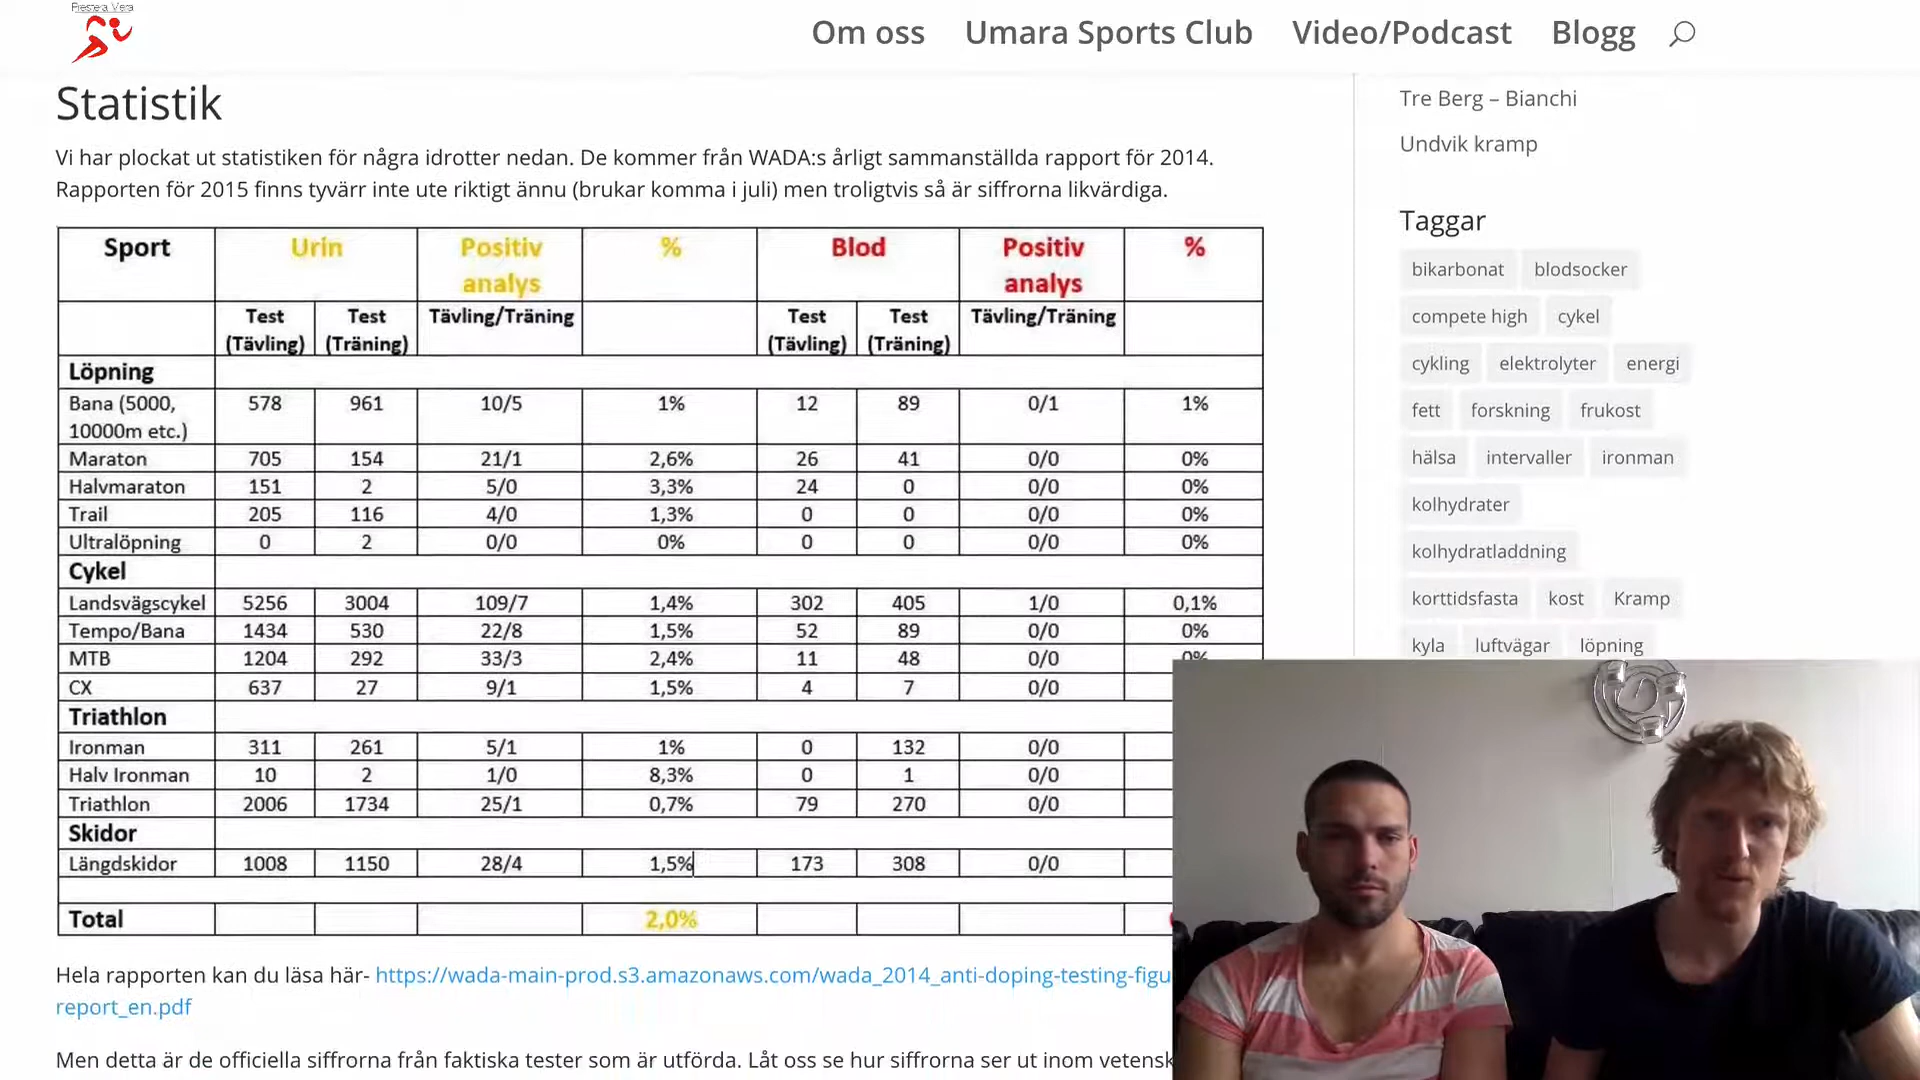 Prestera Mera
Om oss Umara Sports Club Video/Podcast Blogg
Statistik
Vi har plockat ut statistiken för några idrotter nedan. De kommer från WADA:s årligt sammanställda rapport för 2014.
Rapporten för 2015 finns tyvärr inte ute riktigt ännu (brukar komma i juli) men troligtvis så är siffrorna likvärdiga.
Sport Urin Positiv analys % Blod Positiv analys %
Test (Tävling) Test (Träning) Tävling/Träning Test (Tävling) Test (Träning) Tävling/Träning
Löpning
Bana (5000, 10000m etc.) 578 961 10/5 1% 12 89 0/1 1%
Maraton 705 154 21/1 2,6% 26 41 0/0 0%
Halvmaraton 151 2 5/0 3,3% 24 0 0/0 0%
Trail 205 116 4/0 1,3% 0 0 0/0 0%
Ultralöpning 0 2 0/0 0% 0 0 0/0 0%
Cykel
Landsvägscykel 5256 3004 109/7 1,4% 302 405 1/0 0,1%
Tempo/Bana 1434 530 22/8 1,5% 52 89 0/0 0%
MTB 1204 292 33/3 2,4% 11 48 0/0 0%
CX 637 27 9/1 1,5% 4 7 0/0
Triathlon
Ironman 311 261 5/1 1% 0 132 0/0
Halv Ironman 10 2 1/0 8,3% 0 1 0/0
Triathlon 2006 1734 25/1 0,7% 79 270 0/0
Skidor
Längdskidor 1008 1150 28/4 1,5% 173 308 0/0
Total 2,0%
Hela rapporten kan du läsa här- https://wada-main-prod.s3.amazonaws.com/wada_2014_anti-doping-testing-figu
report_en.pdf
Men detta är de officiella siffrorna från faktiska tester som är utförda. Låt oss se hur siffrorna ser ut inom vetensk
Tre Berg – Bianchi
Undvik kramp
Taggar
bikarbonat blodsocker
compete high cykel
cykling elektrolyter energi
fett forskning frukost
hälsa intervaller ironman
kolhydrater
kolhydratladdning
korttidsfasta kost Kramp
kyla luftvägar löpning